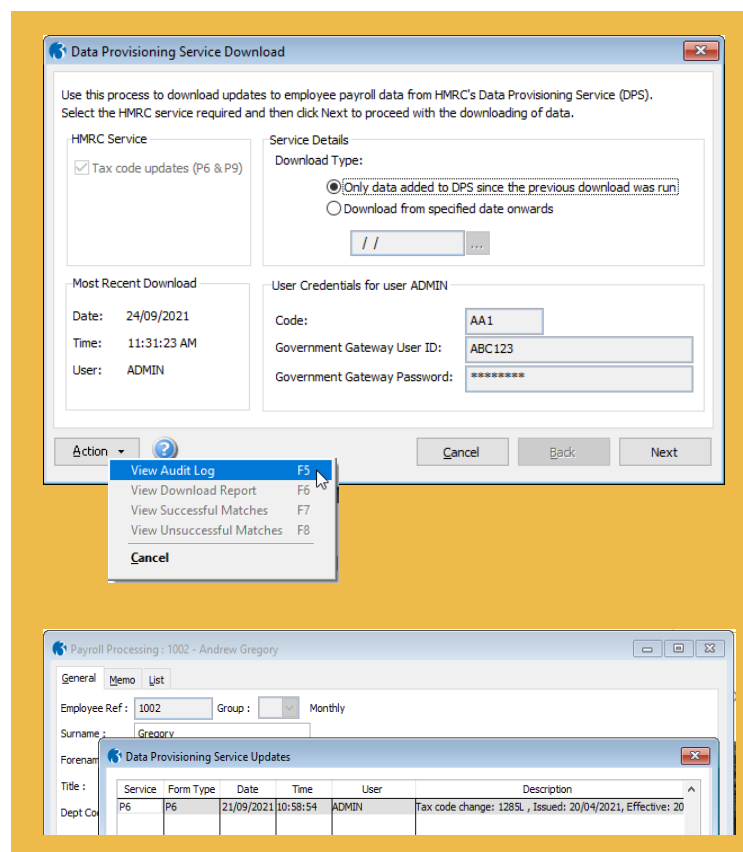 Data Provisioning Service Download
Use this process to download updates to employee payroll data from HMRC's Data Provisioning Service (DPS).
Select the HMRC service required and then click Next to proceed with the downloading of data.
HMRC Service
Tax code updates (P6 & P9)
Service Details
Download Type:
Only data added to DPS since the previous download was run
Download from specified date onwards
/ /
...
Most Recent Download
Date: 24/09/2021
Time: 11:31:23 AM
User: ADMIN
User Credentials for user ADMIN
Code: AA1
Government Gateway User ID: ABC123
Government Gateway Password: ********
Action
?
Cancel
Back
Next
View Audit Log F5
View Download Report F6
View Successful Matches F7
View Unsuccessful Matches F8
Cancel
Payroll Processing : 1002 - Andrew Gregory
General Memo List
Employee Ref : 1002 Group : Monthly
Surname : Gregory
Forenam
Title :
Dept Co
Data Provisioning Service Updates
Service Form Type Date Time User Description
P6 P6 21/09/2021 10:58:54 ADMIN Tax code change: 1285L , Issued: 20/04/2021, Effective: 20